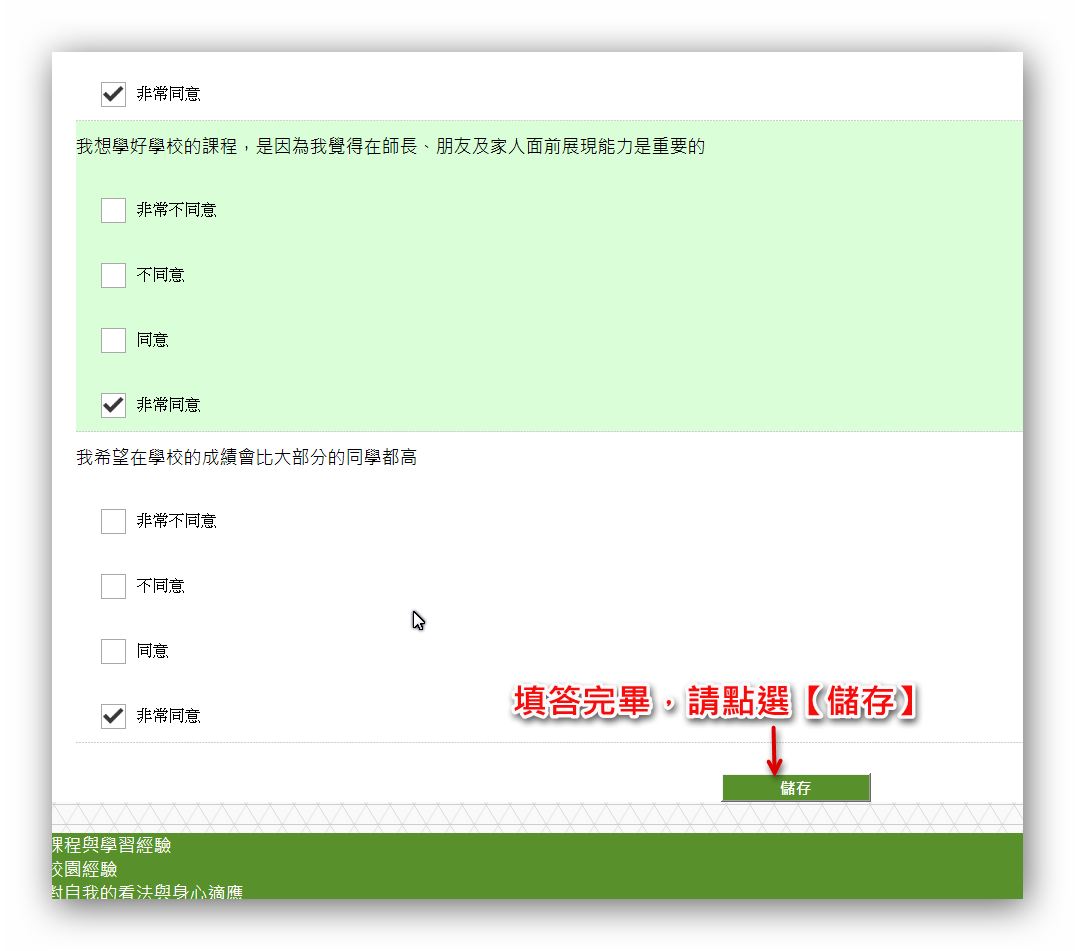 非常同意
我想學好學校的課程，是因為我覺得在師長、朋友及家人面前展現能力是重要的
非常不同意
不同意
同意
非常同意
我希望在學校的成績會比大部分的同學都高
非常不同意
不同意
同意
非常同意
填答完畢，請點選【儲存】
儲存
課程與學習經驗
校園經驗
對自我的看法與身心適應